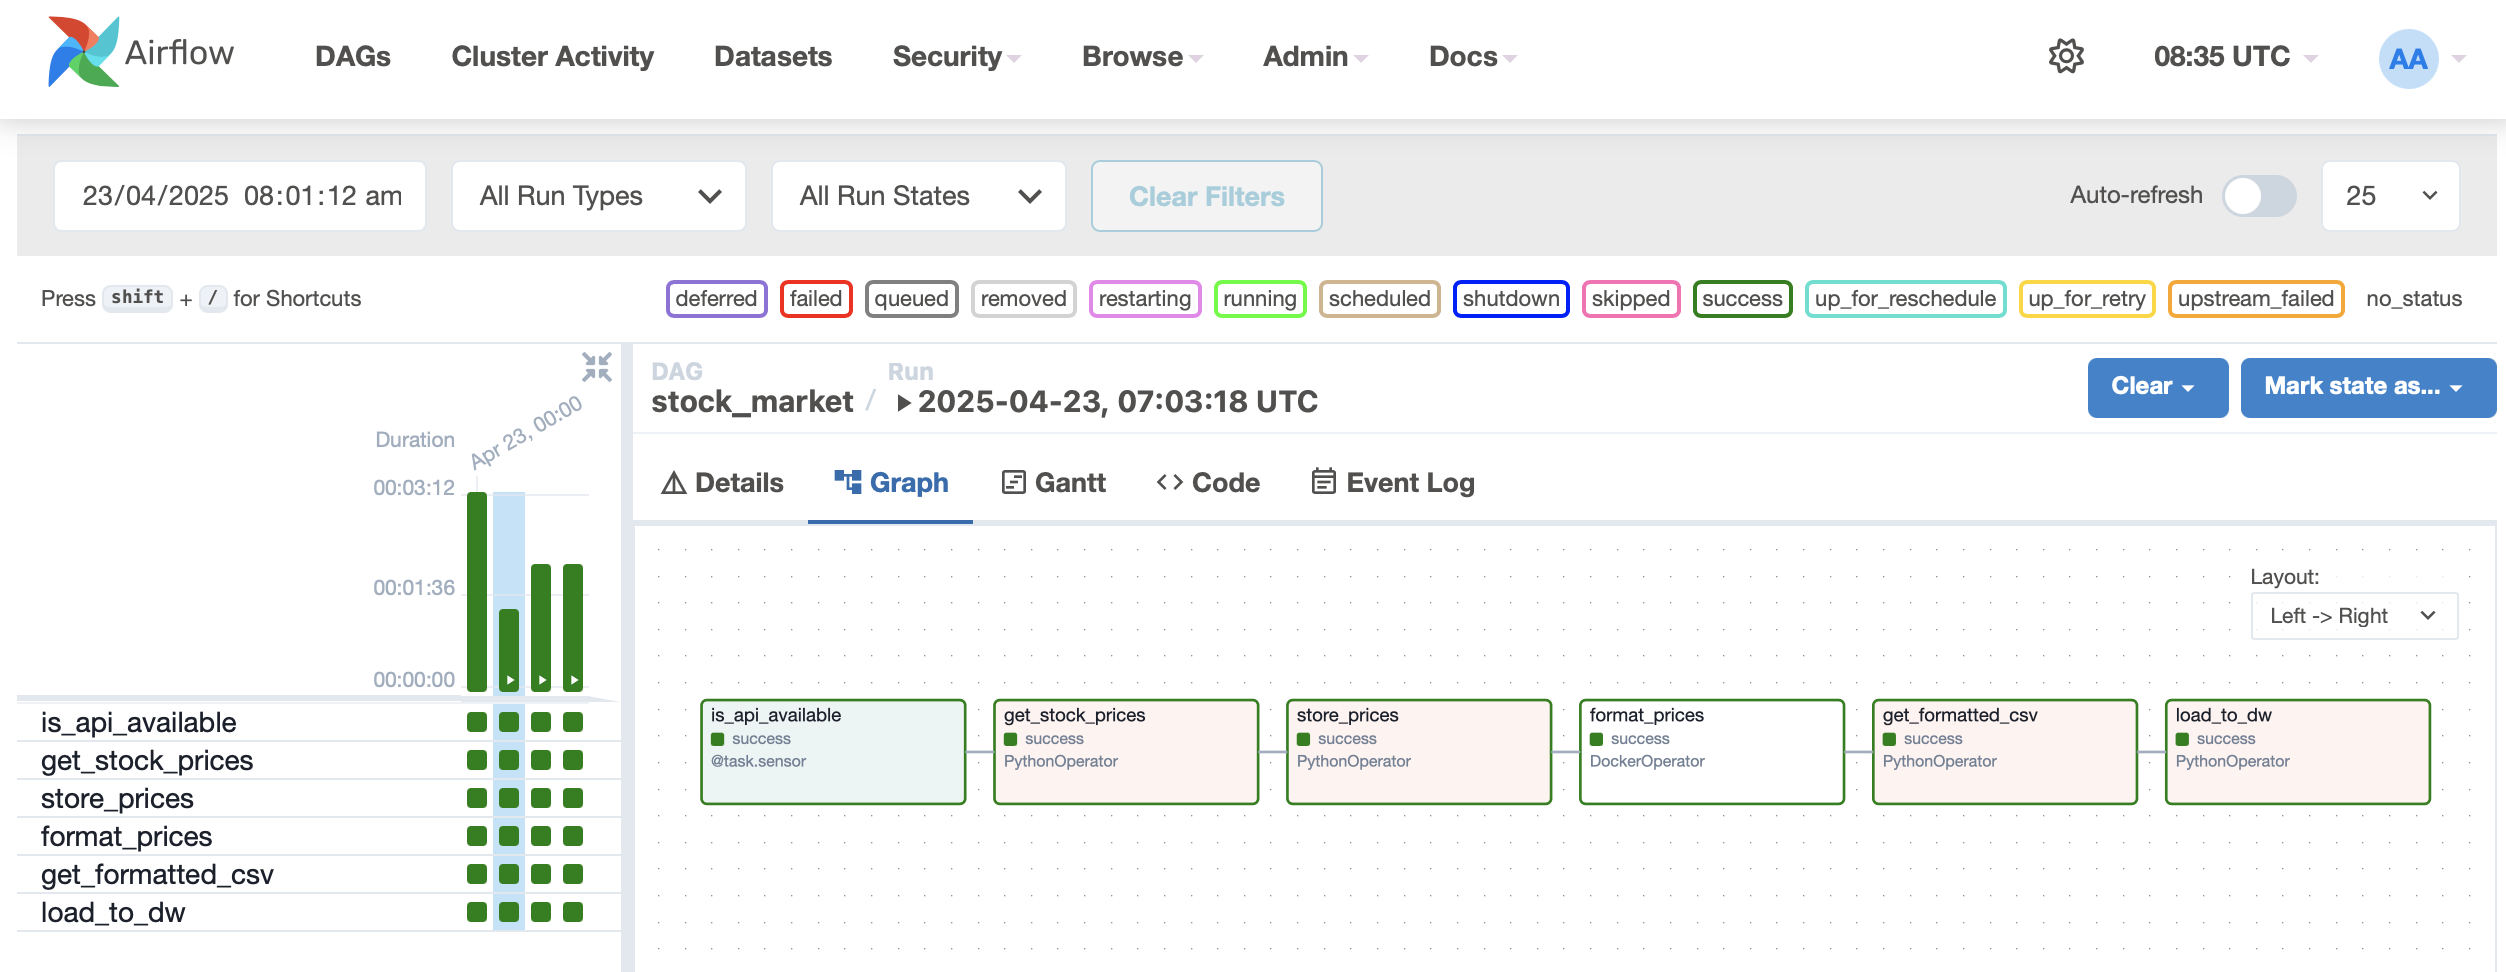 Airflow DAGs Cluster Activity Datasets Security Browse Admin Docs 08:35 UTC AA
23/04/2025 08:01:12 am All Run Types All Run States Clear Filters Auto-refresh 25
Press shift + / for Shortcuts deferred failed queued removed restarting running scheduled shutdown skipped success up_for_reschedule up_for_retry upstream_failed no_status
DAG Run
stock_market / 2025-04-23, 07:03:18 UTC Clear Mark state as...
Duration Apr 23, 00:00
00:03:12
00:01:36
00:00:00
Details Graph Gantt Code Event Log
Layout:
Left -> Right
is_api_available
get_stock_prices
store_prices
format_prices
get_formatted_csv
load_to_dw
is_api_available
success
@task.sensor
get_stock_prices
success
PythonOperator
store_prices
success
PythonOperator
format_prices
success
DockerOperator
get_formatted_csv
success
PythonOperator
load_to_dw
success
PythonOperator